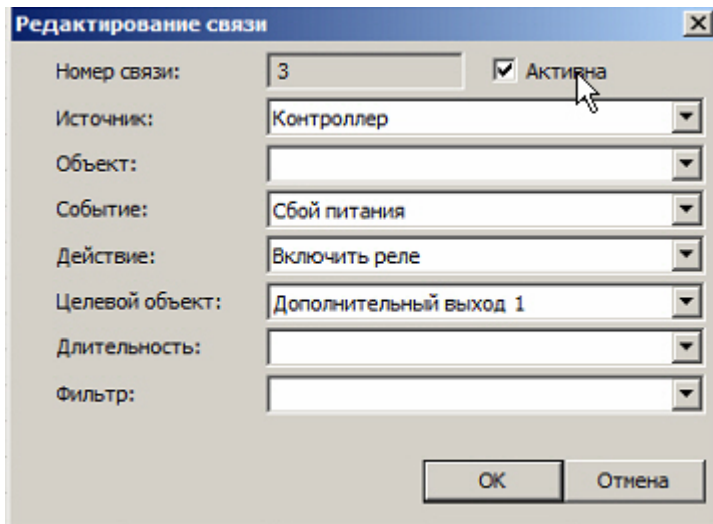 Редактирование связи
Номер связи: 3 Активна
Источник: Контроллер
Объект:
Событие: Сбой питания
Действие: Включить реле
Целевой объект: Дополнительный выход 1
Длительность:
Фильтр:
OK Отмена